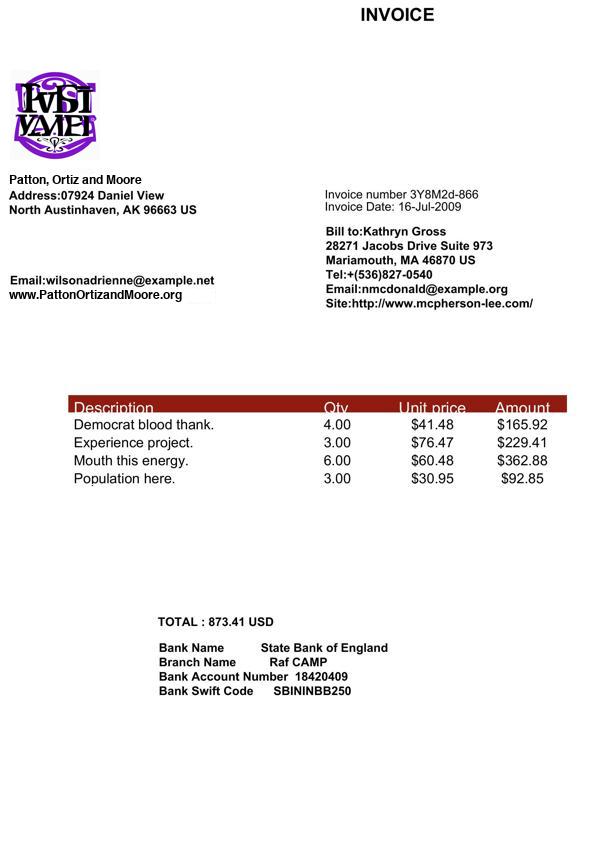 INVOICE
Patton, Ortiz and Moore
Address:07924 Daniel View
North Austinhaven, AK 96663 US
Email:wilsonadrienne@example.net
www.PattonOrtizandMoore.org
Invoice number 3Y8M2d-866
Invoice Date: 16-Jul-2009
Bill to:Kathryn Gross
28271 Jacobs Drive Suite 973
Mariamouth, MA 46870 US
Tel:+(536)827-0540
Email:nmcdonald@example.org
Site:http://www.mcpherson-lee.com/
Description Qty Unit price Amount
Democrat blood thank. 4.00 $41.48 $165.92
Experience project. 3.00 $76.47 $229.41
Mouth this energy. 6.00 $60.48 $362.88
Population here. 3.00 $30.95 $92.85
TOTAL : 873.41 USD
Bank Name State Bank of England
Branch Name Raf CAMP
Bank Account Number 18420409
Bank Swift Code SBININBB250